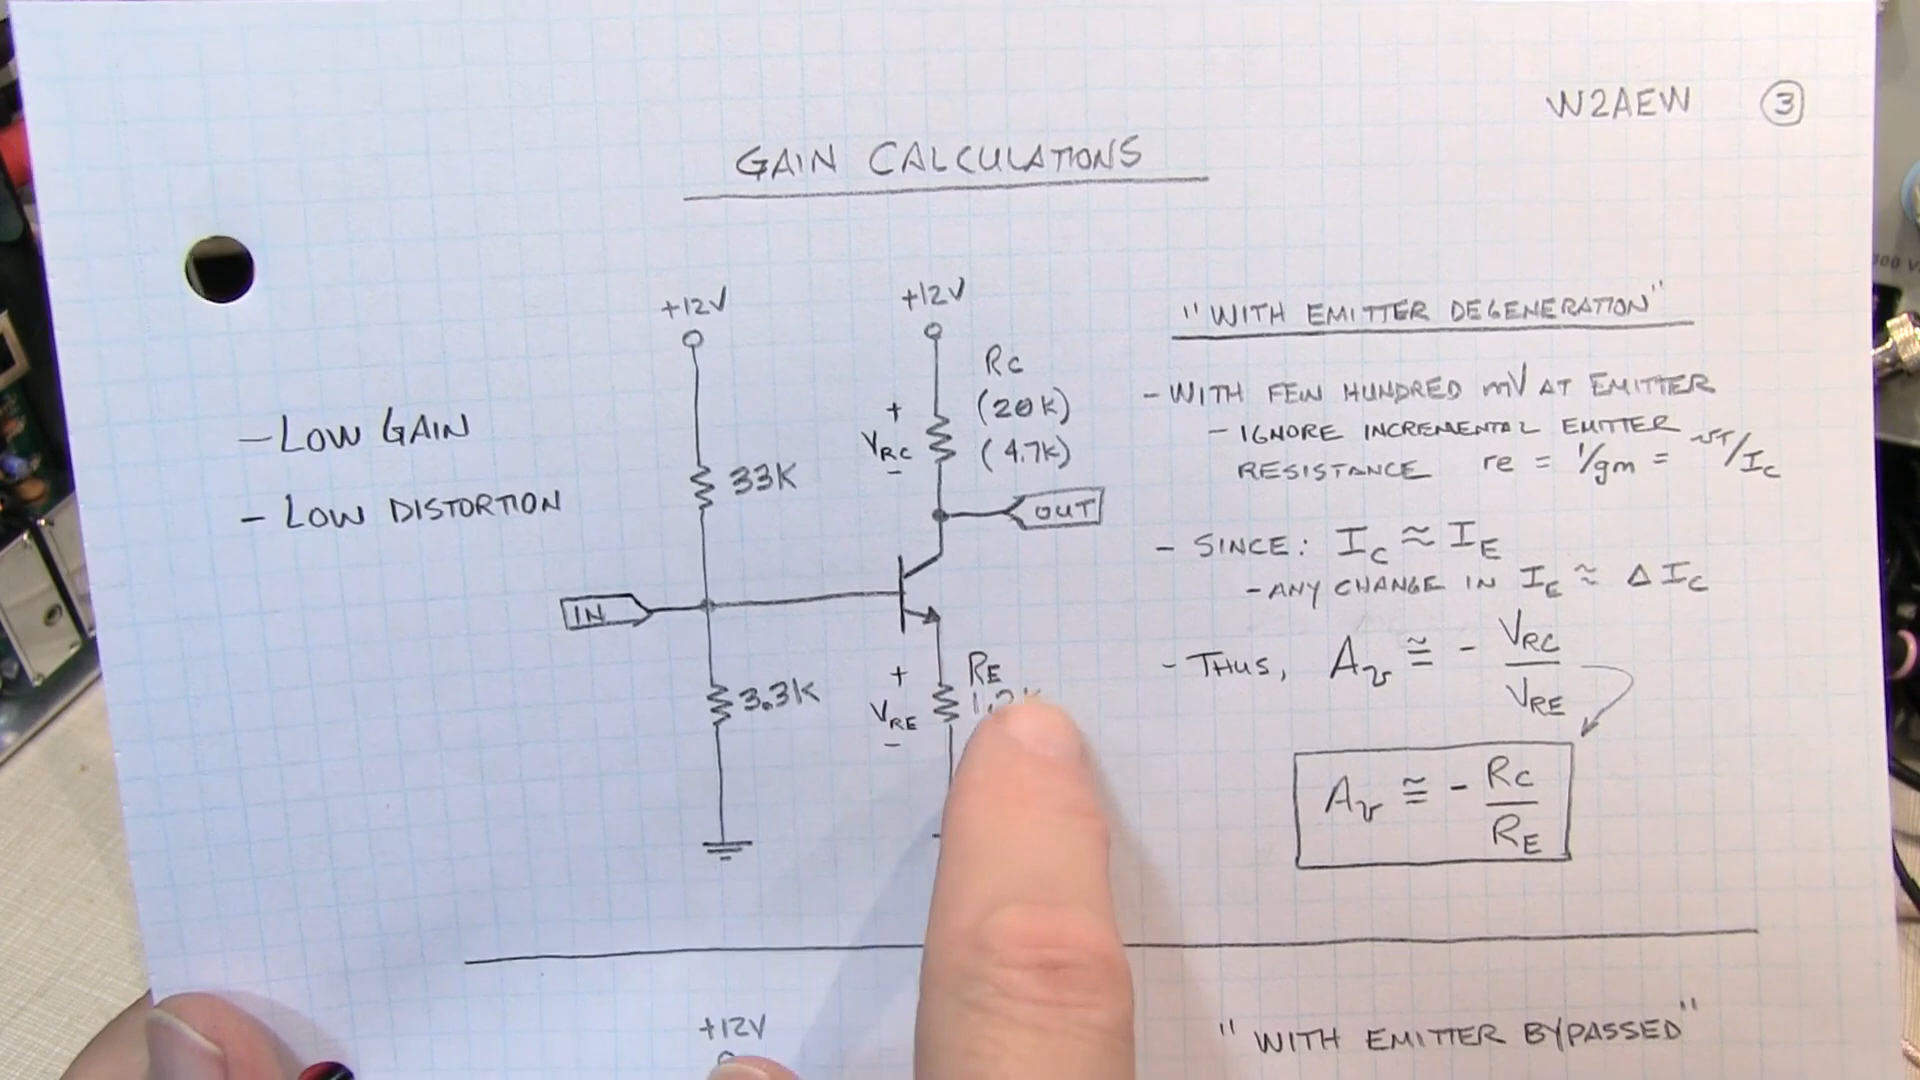 W2AEW ③
GAIN CALCULATIONS
- LOW GAIN
- LOW DISTORTION
+12V
33K
IN
3.3K
+12V
RC
(20K)
(4.7K)
+
VRC
-
OUT
+
VRE
-
RE
"WITH EMITTER DEGENERATION"
- WITH FEW HUNDRED mV AT EMITTER
- IGNORE INCREMENTAL EMITTER
RESISTANCE re = 1/gm = VT/IC
- SINCE: IC ≈ IE
- ANY CHANGE IN IE ≈ Δ IC
- THUS, Av ≅ - VRC
VRE
Av ≅ - RC
RE
+12V
"WITH EMITTER BYPASSED"